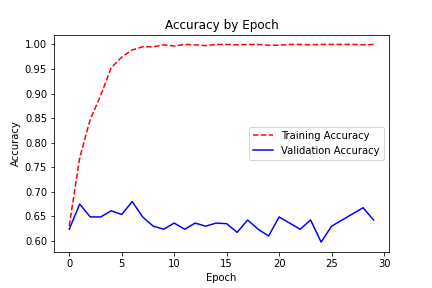 Accuracy by Epoch
1.00
0.95
0.90
0.85
0.80
0.75
0.70
0.65
0.60
Accuracy
Training Accuracy
Validation Accuracy
0 5 10 15 20 25 30
Epoch